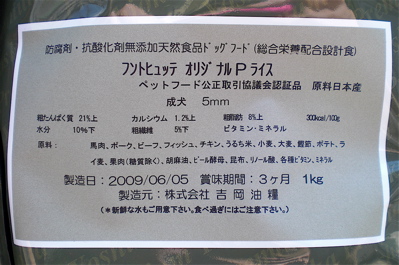 防腐剤・抗酸化剤無添加天然食品ﾄﾞｯｸﾞﾌｰﾄﾞ(総合栄養配合設計食)
フントヒュッテ オリジナルP ライス
ペットフード公正取引協議会認証品　原料日本産
成犬　5mm
粗たんぱく質 21%上　カルシウム 1.2%上　粗脂肪 8%上　300kcal/100g
水分 10%下　粗繊維 5%下　ビタミン・ミネラル
原料： 馬肉、ポーク、ビーフ、フィッシュ、チキン、うるち米、小麦、大麦、鰹節、ポテト、ラ
イ麦、果肉(糖質除く)、胡麻油、ビール酵母、昆布、リノール酸、各種ビタミン、ミネラル
製造日：2009/06/05　賞味期間：3ヶ月　1kg
製造元：株式会社 吉岡油糧
(＊新鮮な水もご用意下さい。食べ過ぎにはご注意下さい。)